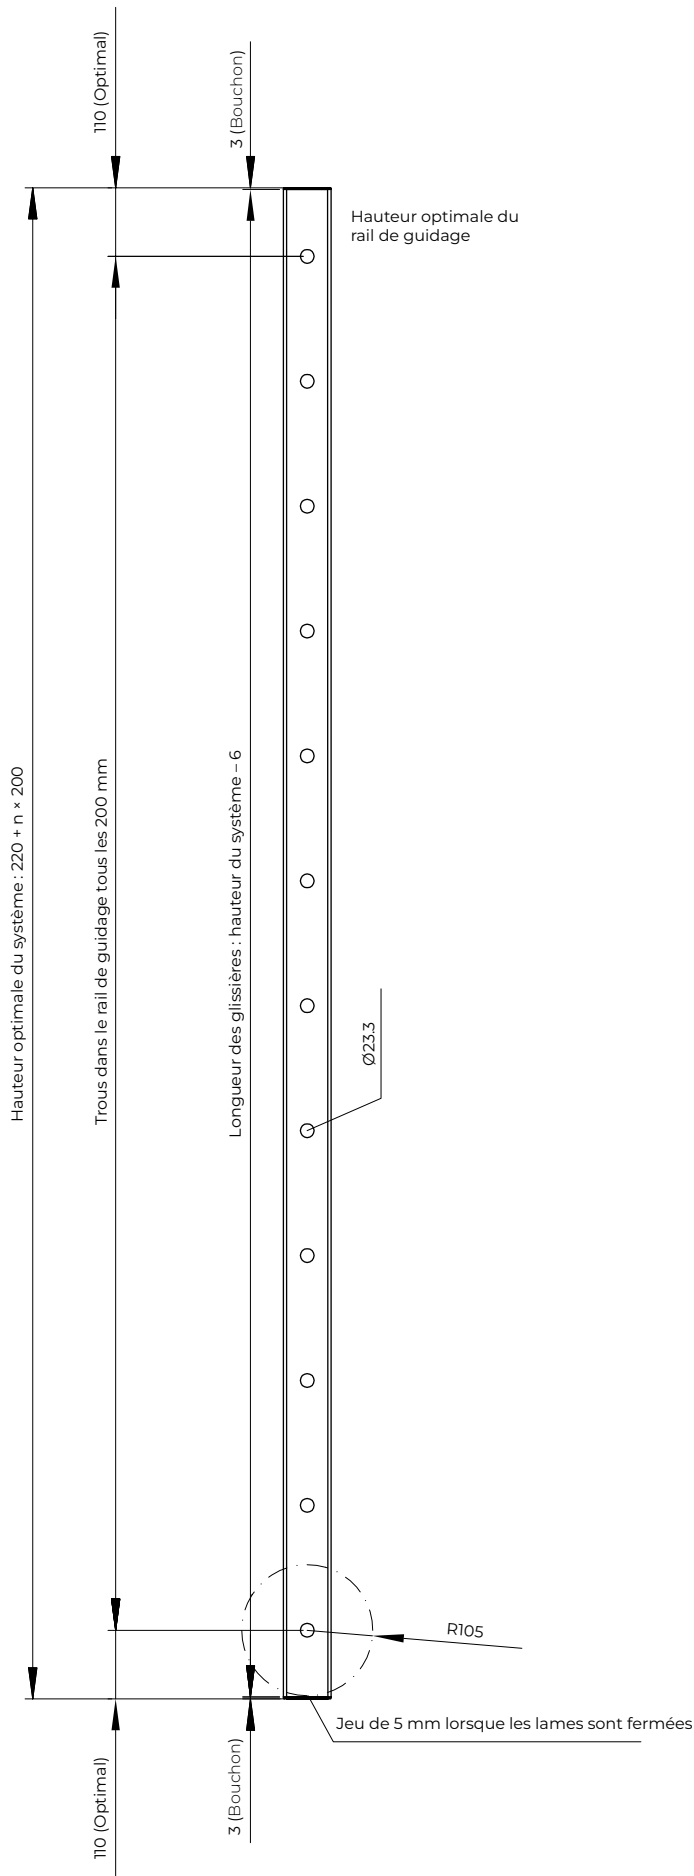 110 (Optimal)
3 (Bouchon)
Hauteur optimale du
rail de guidage
Hauteur optimale du système : 220 + n × 200
Trous dans le rail de guidage tous les 200 mm
Longueur des glissières : hauteur du système – 6
Ø23.3
R105
Jeu de 5 mm lorsque les lames sont fermées
110 (Optimal)
3 (Bouchon)